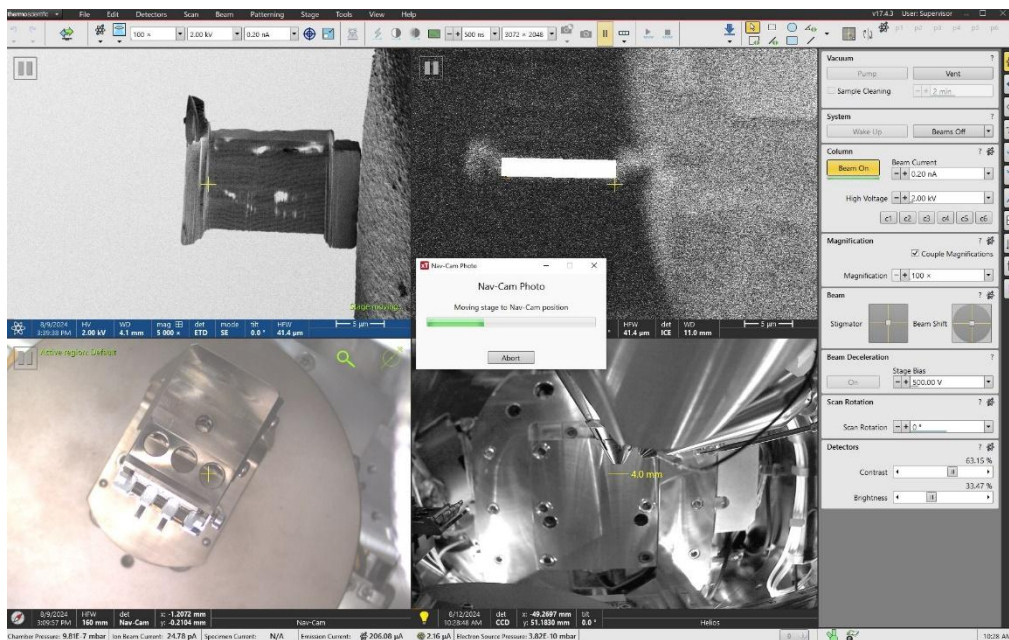 thermoscientific File Edit Detectors Scan Beam Patterning Stage Tools View Help v17.4.3 User: Supervisor
100 × 2.00 kV 0.20 nA 500 ns 3072 × 2048 p1 p2 p3 p4 p5 p6
Stage moving...
8/9/2024 HV WD mag det mode tilt HFW 5 µm
3:39:38 PM 2.00 kV 4.1 mm 5 000 × ETD SE 0.0 ° 41.4 µm
HFW det WD 5 µm
41.4 µm ICE 11.0 mm
Nav-Cam Photo
Nav-Cam Photo
Moving stage to Nav-Cam position
Abort
Active region: Default
4.0 mm
8/9/2024 HFW det x: -1.2072 mm
3:09:57 PM 160 mm Nav-Cam y: -0.2104 mm Nav-Cam
8/12/2024 det x: -49.2697 mm tilt
10:28:48 AM CCD y: 51.1830 mm 0.0 ° Helios
Vacuum ?
Pump Vent
Sample Cleaning 2 min
System ?
Wake Up Beams Off
Column ?
Beam On
Beam Current
0.20 nA
High Voltage 2.00 kV
c1 c2 c3 c4 c5 c6
Magnification ?
Couple Magnifications
Magnification 100 ×
Beam ?
Stigmator Beam Shift
Beam Deceleration ?
Stage Bias
On 500.00 V
Scan Rotation ?
Scan Rotation 0 °
Detectors ?
63.15 %
Contrast
33.47 %
Brightness
Chamber Pressure: 9.81E-7 mbar Ion Beam Current: 24.78 pA Specimen Current: N/A Emission Current: 206.08 µA 2.16 µA Electron Source Pressure: 3.82E-10 mbar 0 10:28 AM